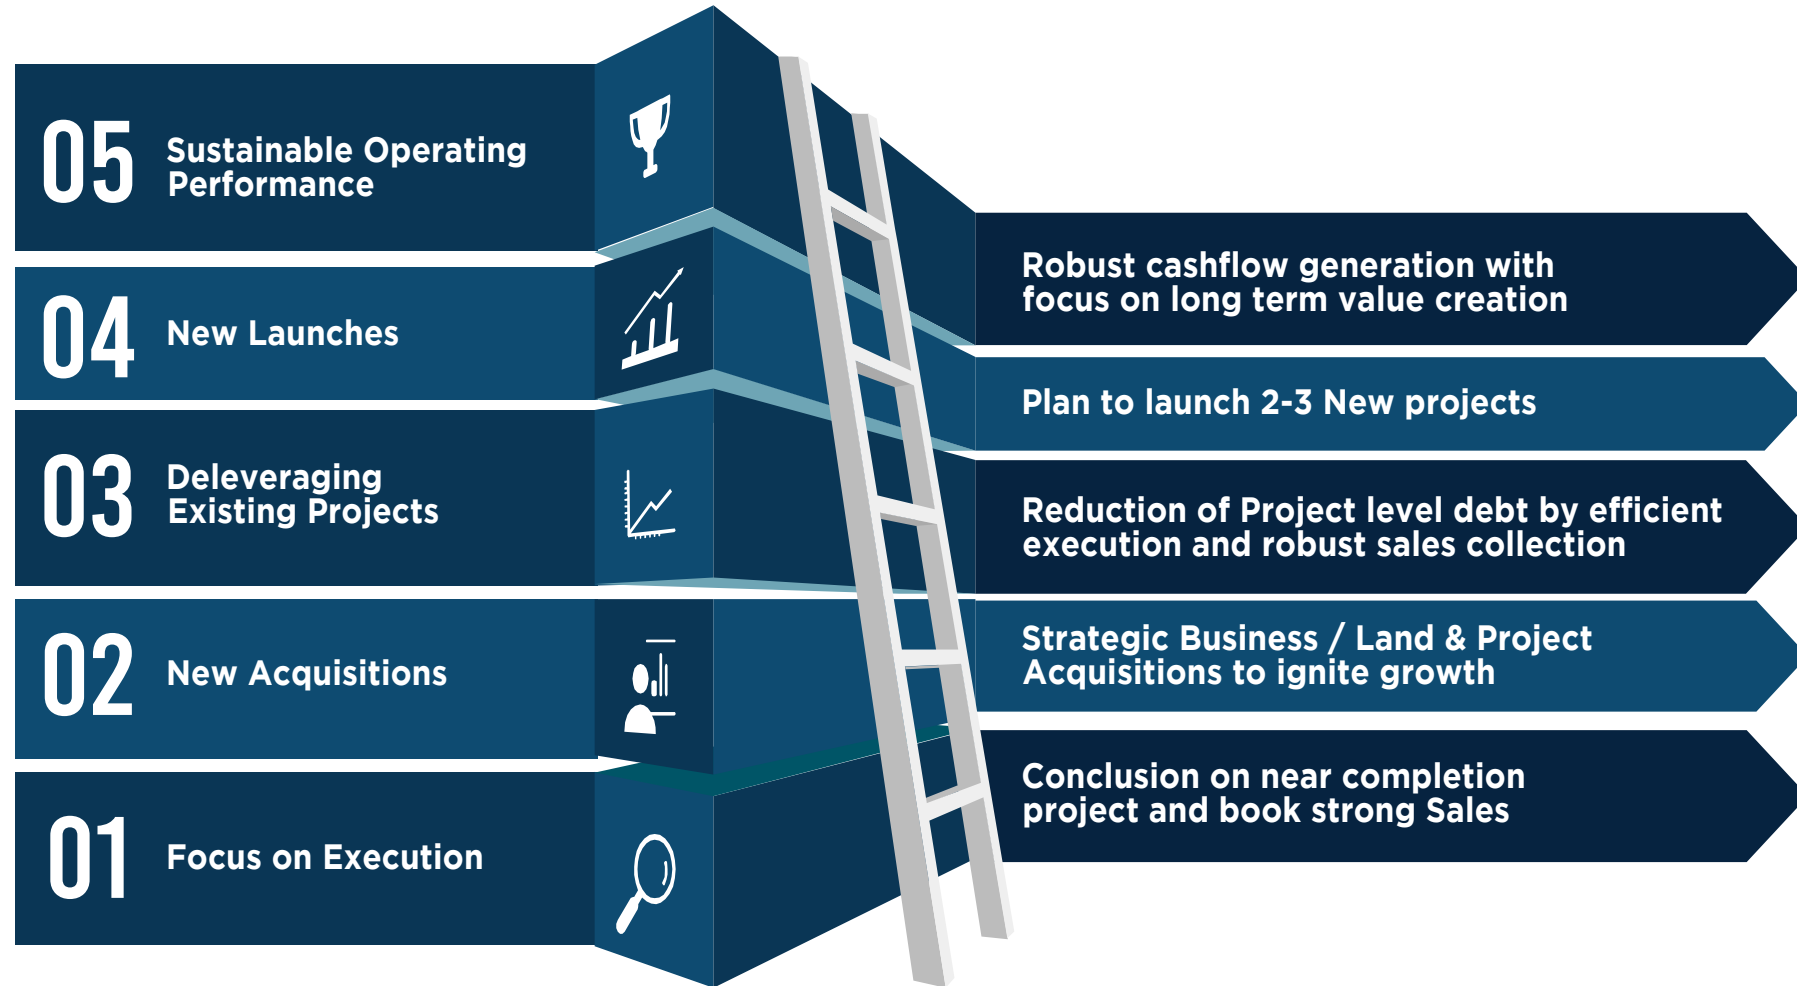 05
Sustainable Operating
Performance
Robust cashflow generation with
focus on long term value creation
04
New Launches
Plan to launch 2-3 New projects
03
Deleveraging
Existing Projects
Reduction of Project level debt by efficient
execution and robust sales collection
02
New Acquisitions
Strategic Business / Land & Project
Acquisitions to ignite growth
01
Focus on Execution
Conclusion on near completion
project and book strong Sales